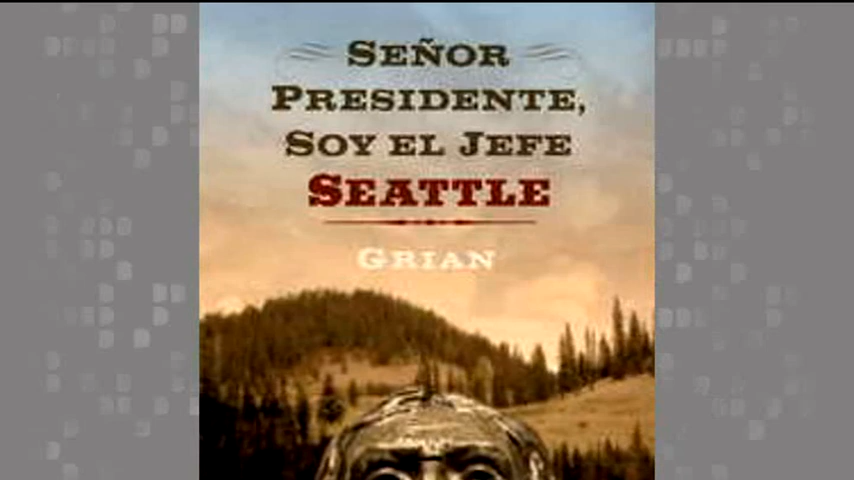 SEÑOR
PRESIDENTE,
SOY EL JEFE
SEATTLE
GRIAN